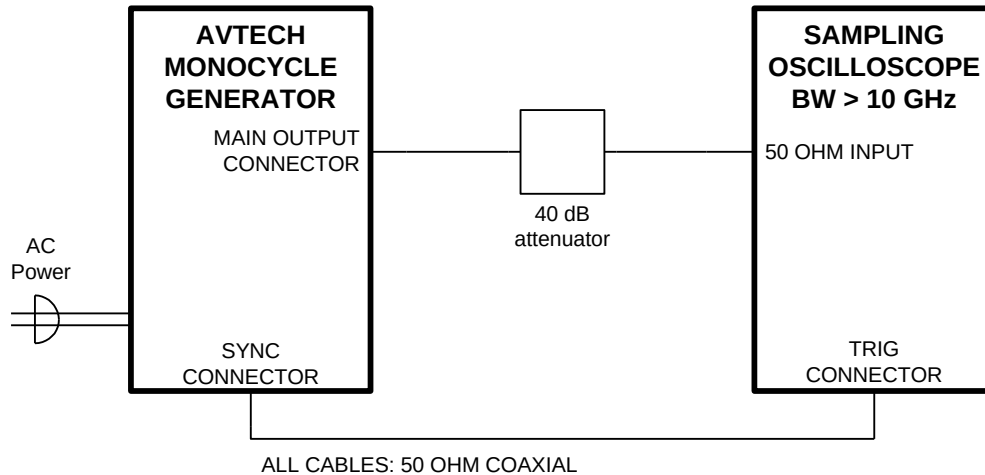 AVTECH
MONOCYCLE
GENERATOR
MAIN OUTPUT
CONNECTOR
SAMPLING
OSCILLOSCOPE
BW > 10 GHz
50 OHM INPUT
40 dB
attenuator
AC
Power
SYNC
CONNECTOR
TRIG
CONNECTOR
ALL CABLES: 50 OHM COAXIAL